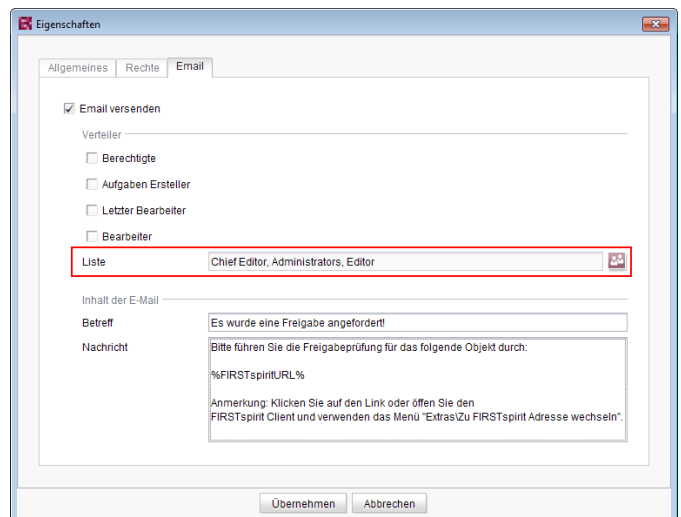 Eigenschaften
Allgemeines Rechte Email
Email versenden
Verteiler
Berechtigte
Aufgaben Ersteller
Letzter Bearbeiter
Bearbeiter
Liste Chief Editor, Administrators, Editor
Inhalt der E-Mail
Betreff Es wurde eine Freigabe angefordert!
Nachricht Bitte führen Sie die Freigabeprüfung für das folgende Objekt durch:
%FIRSTspiritURL%
Anmerkung: Klicken Sie auf den Link oder öffen Sie den
FIRSTspirit Client und verwenden das Menü "Extras\Zu FIRSTspirit Adresse wechseln".
Übernehmen Abbrechen